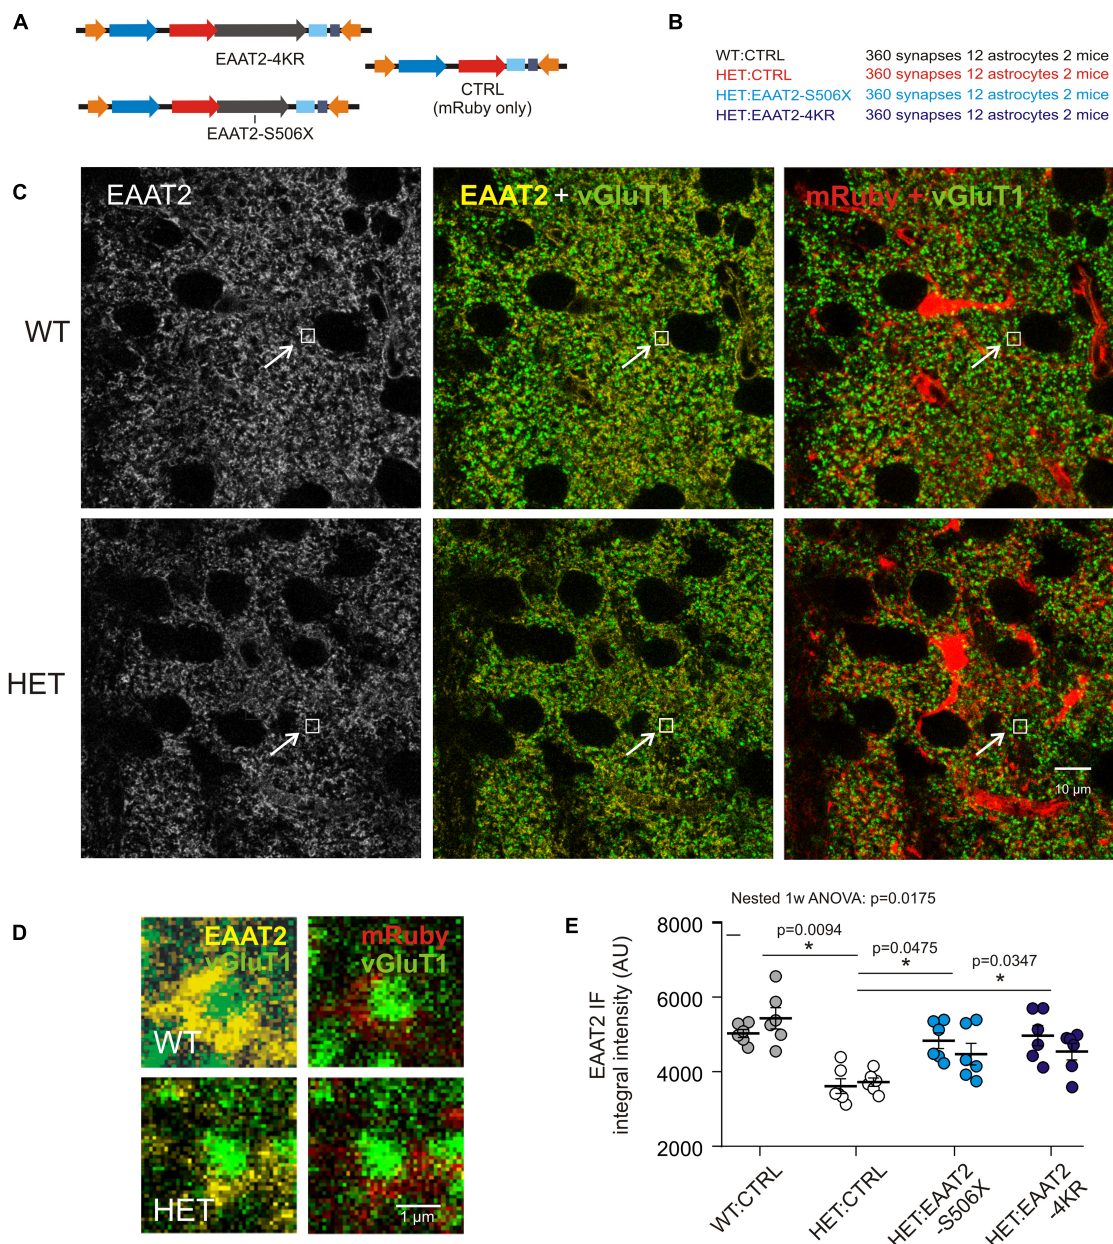 A
EAAT2-4KR
CTRL
(mRuby only)
EAAT2-S506X
B
WT:CTRL 360 synapses 12 astrocytes 2 mice
HET:CTRL 360 synapses 12 astrocytes 2 mice
HET:EAAT2-S506X 360 synapses 12 astrocytes 2 mice
HET:EAAT2-4KR 360 synapses 12 astrocytes 2 mice
C
EAAT2
EAAT2 + vGluT1
mRuby + vGluT1
WT
HET
10 µm
D
EAAT2
vGluT1
WT
mRuby
vGluT1
HET
1 µm
E
Nested 1w ANOVA: p=0.0175
p=0.0094
*
p=0.0475
*
p=0.0347
*
EAAT2 IF
integral intensity (AU)
8000
6000
4000
2000
WT:CTRL
HET:CTRL
HET:EAAT2
-S506X
HET:EAAT2
-4KR